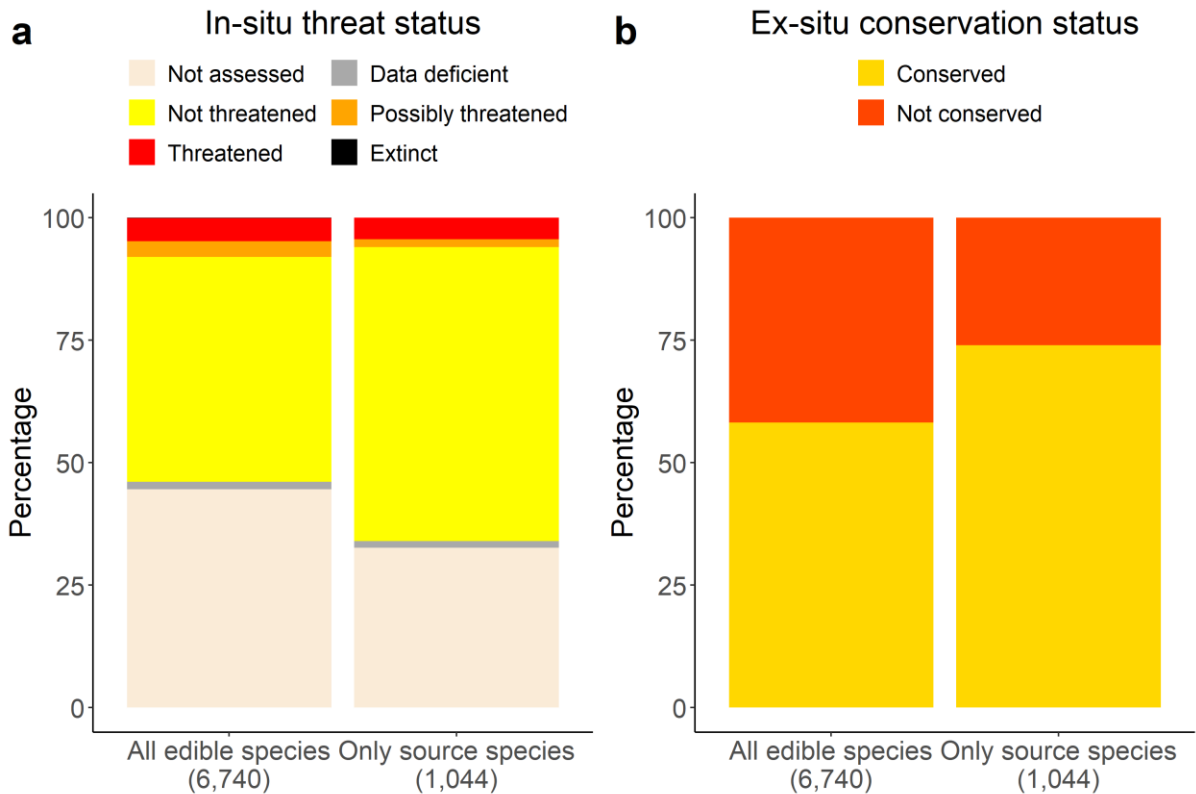 a In-situ threat status
Not assessed Data deficient
Not threatened Possibly threatened
Threatened Extinct
Percentage
100
75
50
25
0
All edible species Only source species
(6,740) (1,044)
b Ex-situ conservation status
Conserved
Not conserved
Percentage
100
75
50
25
0
All edible species Only source species
(6,740) (1,044)